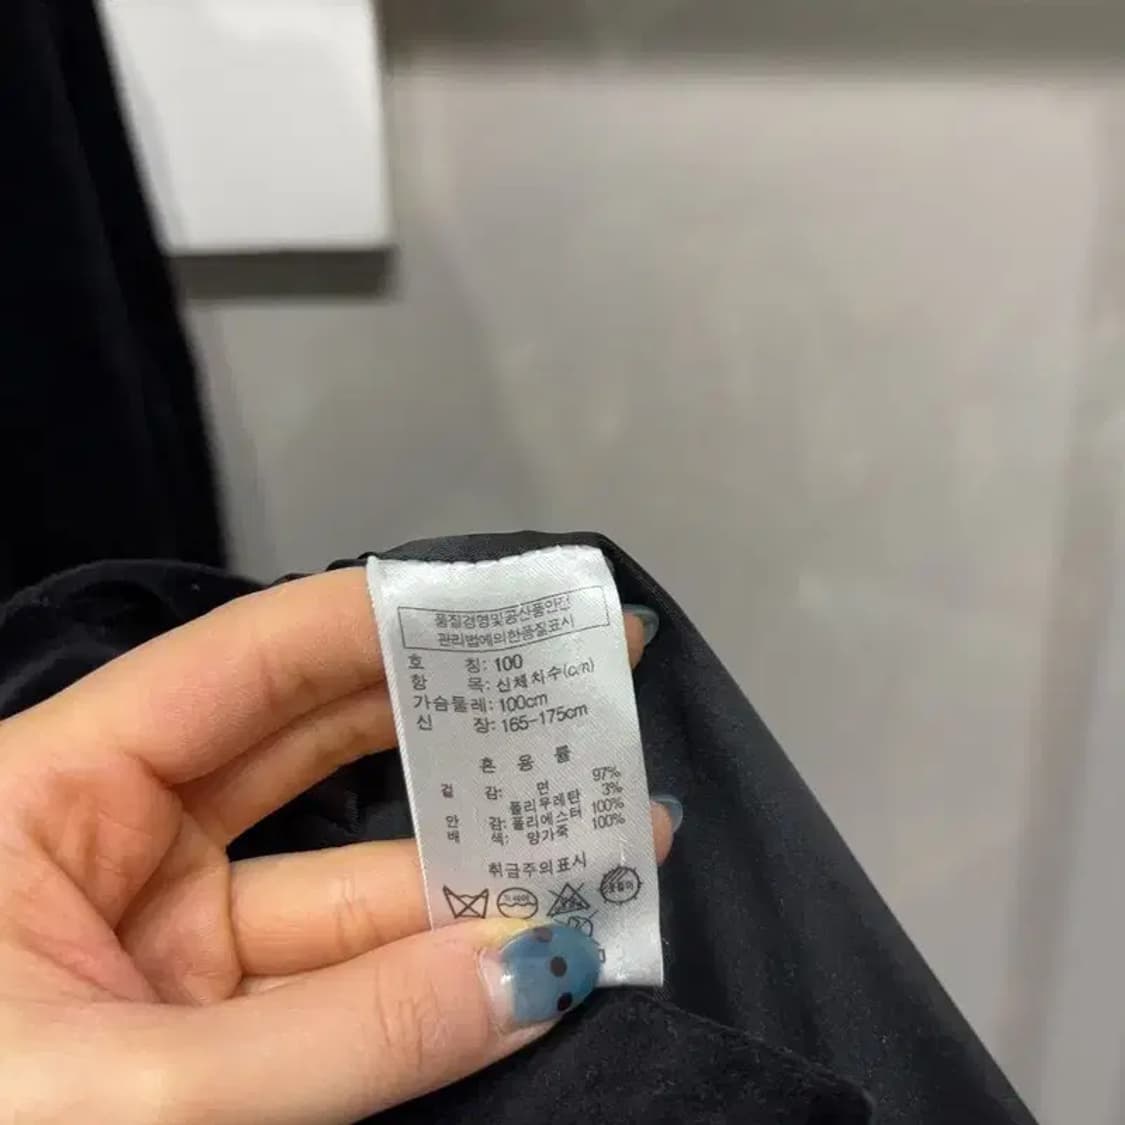 품질경영및공산품안전
관리법에의한품질표시
호 칭: 100
항 목: 신체치수(cm)
가슴둘레: 100cm
신 장: 165-175cm
혼 용 률
겉 감: 면 97%
폴리우레탄 3%
안 감: 폴리에스터 100%
배 색: 양가죽 100%
취급주의표시
드라이